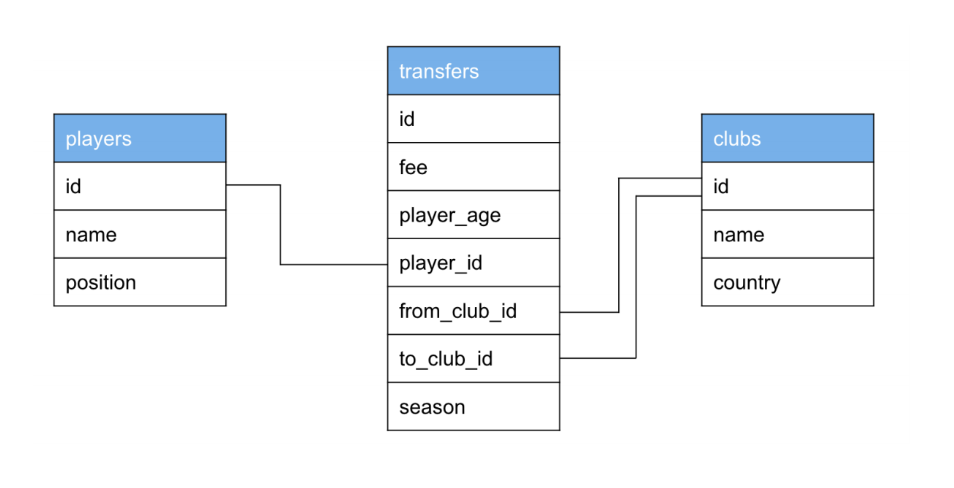 players
id
name
position
transfers
id
fee
player_age
player_id
from_club_id
to_club_id
season
clubs
id
name
country